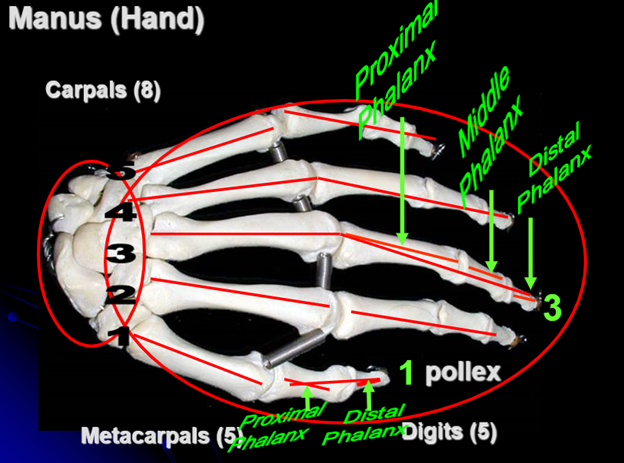 Manus (Hand)
Carpals (8)
Proximal
Phalanx
Middle
Phalanx
Distal
Phalanx
5
4
3
2
1
3
1 pollex
Proximal
Phalanx
Distal
Phalanx
Metacarpals (5)
Digits (5)